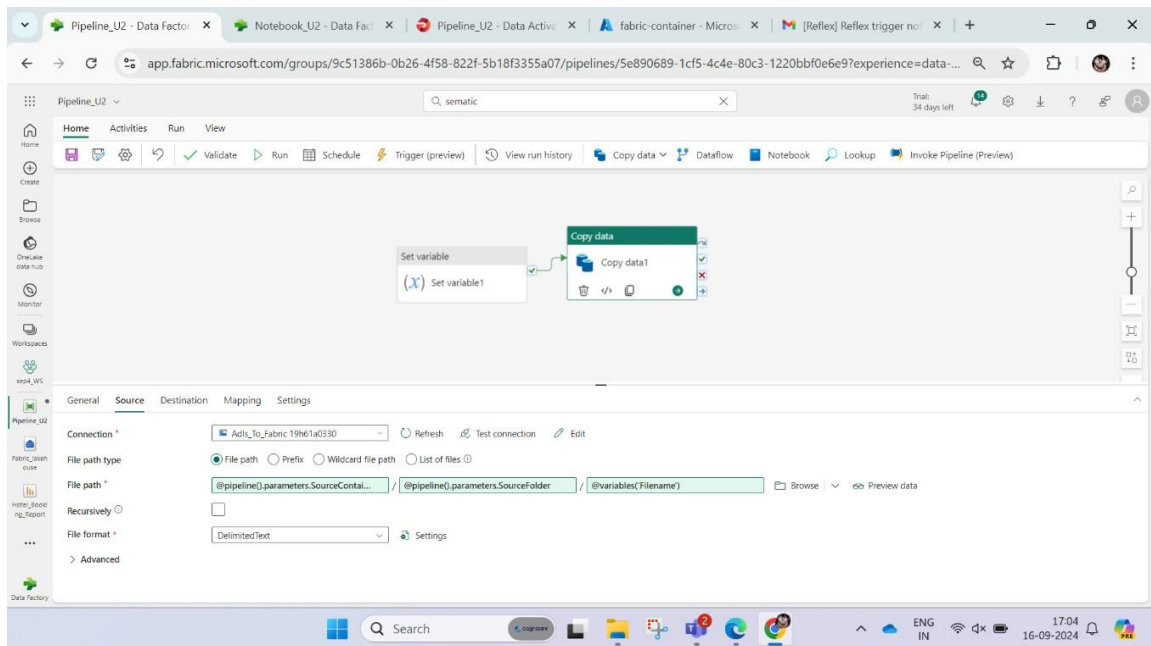 Pipeline_U2 - Data Factor
Notebook_U2 - Data Fact
Pipeline_U2 - Data Activa
fabric-container - Micros
[Reflex] Reflex trigger not
app.fabric.microsoft.com/groups/9c51386b-0b26-4f58-822f-5b18f3355a07/pipelines/5e890689-1cf5-4c4e-80c3-1220bbf0e6e9?experience=data-...
Pipeline_U2
sematic
Trial:
34 days left
14
Home Activities Run View
Validate Run Schedule Trigger (preview) View run history Copy data Dataflow Notebook Lookup Invoke Pipeline (Preview)
Home
Create
Browse
OneLake
data hub
Monitor
Workspaces
sep4_WS
Pipeline_U2
Fabric_lakeh
ouse
Hotel_Booki
ng_Report
Data Factory
Set variable
(x) Set variable1
Copy data
Copy data1
General Source Destination Mapping Settings
Connection * Adls_To_Fabric 19h61a0330 Refresh Test connection Edit
File path type File path Prefix Wildcard file path List of files
File path * @pipeline().parameters.SourceContai... / @pipeline().parameters.SourceFolder / @variables('Filename') Browse Preview data
Recursively
File format * DelimitedText Settings
Advanced
Search
cognizant
2
ENG
IN
17:04
16-09-2024
PRE